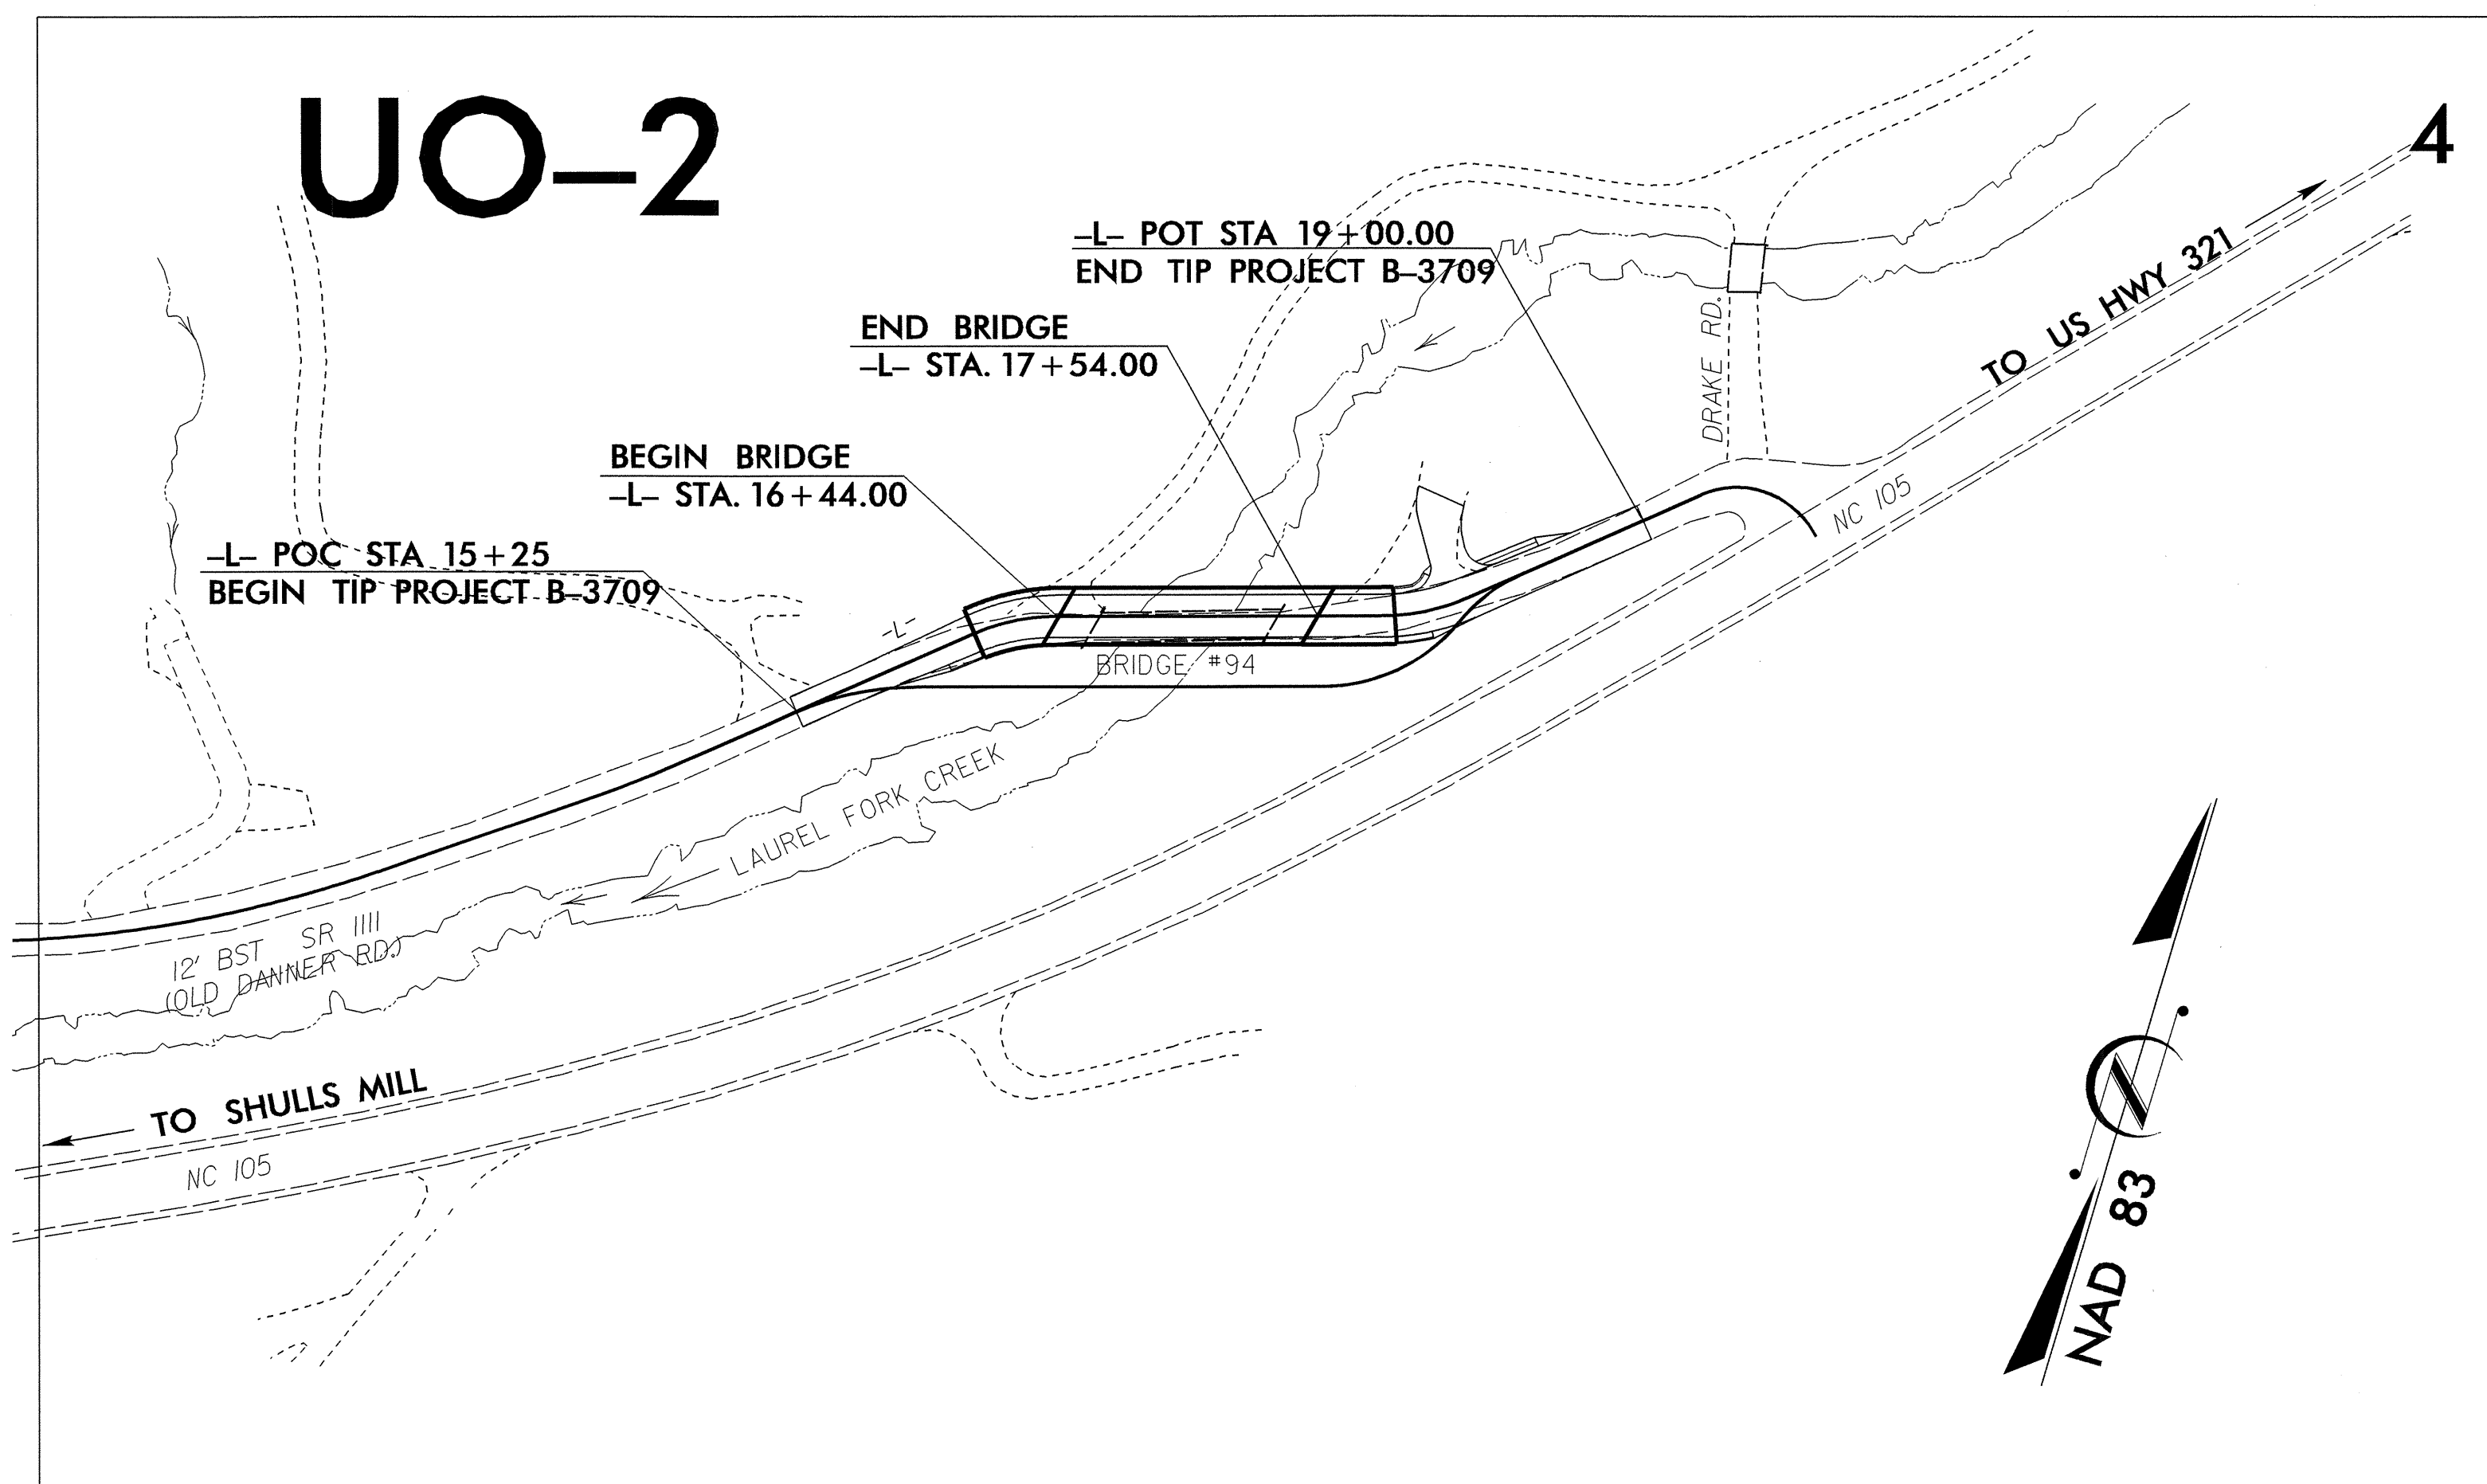 UO–2
4
–L– POT STA 19+00.00
END TIP PROJECT B–3709
END BRIDGE
–L– STA. 17+54.00
BEGIN BRIDGE
–L– STA. 16+44.00
–L– POC STA 15+25
BEGIN TIP PROJECT B–3709
TO US HWY 321
DRAKE RD.
NC 105
-L-
BRIDGE #94
LAUREL FORK CREEK
12' BST SR 1111
(OLD DANNER RD.)
TO SHULLS MILL
NC 105
N
NAD 83